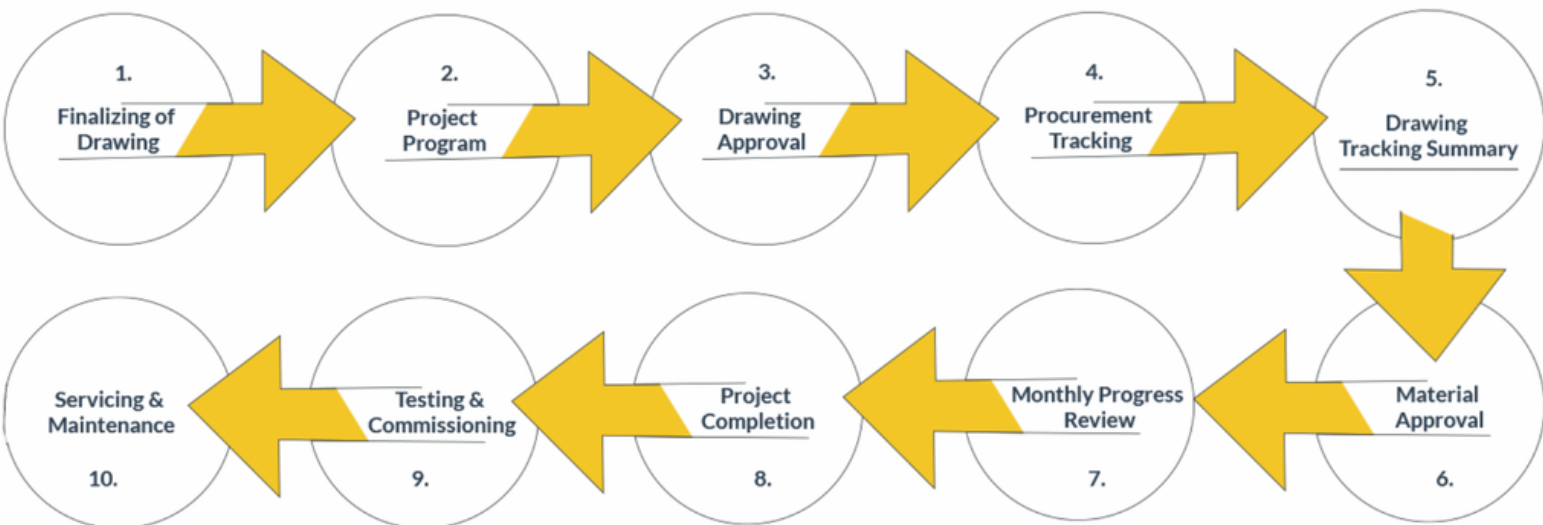 1.
Finalizing of
Drawing
2.
Project
Program
3.
Drawing
Approval
4.
Procurement
Tracking
5.
Drawing
Tracking Summary
Material
Approval
6.
Monthly Progress
Review
7.
Project
Completion
8.
Testing &
Commissioning
9.
Servicing &
Maintenance
10.